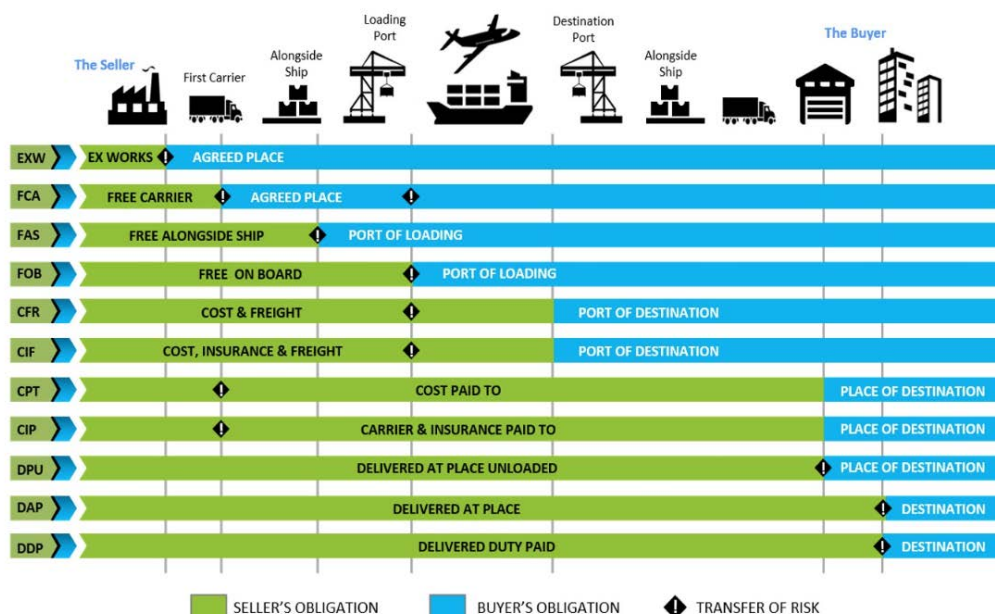 The Seller
First Carrier
Alongside
Ship
Loading
Port
Destination
Port
Alongside
Ship
The Buyer
EXW EX WORKS ! AGREED PLACE
FCA FREE CARRIER ! AGREED PLACE !
FAS FREE ALONGSIDE SHIP ! PORT OF LOADING
FOB FREE ON BOARD ! PORT OF LOADING
CFR COST & FREIGHT ! PORT OF DESTINATION
CIF COST, INSURANCE & FREIGHT ! PORT OF DESTINATION
CPT ! COST PAID TO PLACE OF DESTINATION
CIP ! CARRIER & INSURANCE PAID TO PLACE OF DESTINATION
DPU DELIVERED AT PLACE UNLOADED ! PLACE OF DESTINATION
DAP DELIVERED AT PLACE ! DESTINATION
DDP DELIVERED DUTY PAID ! DESTINATION
SELLER'S OBLIGATION BUYER'S OBLIGATION ! TRANSFER OF RISK